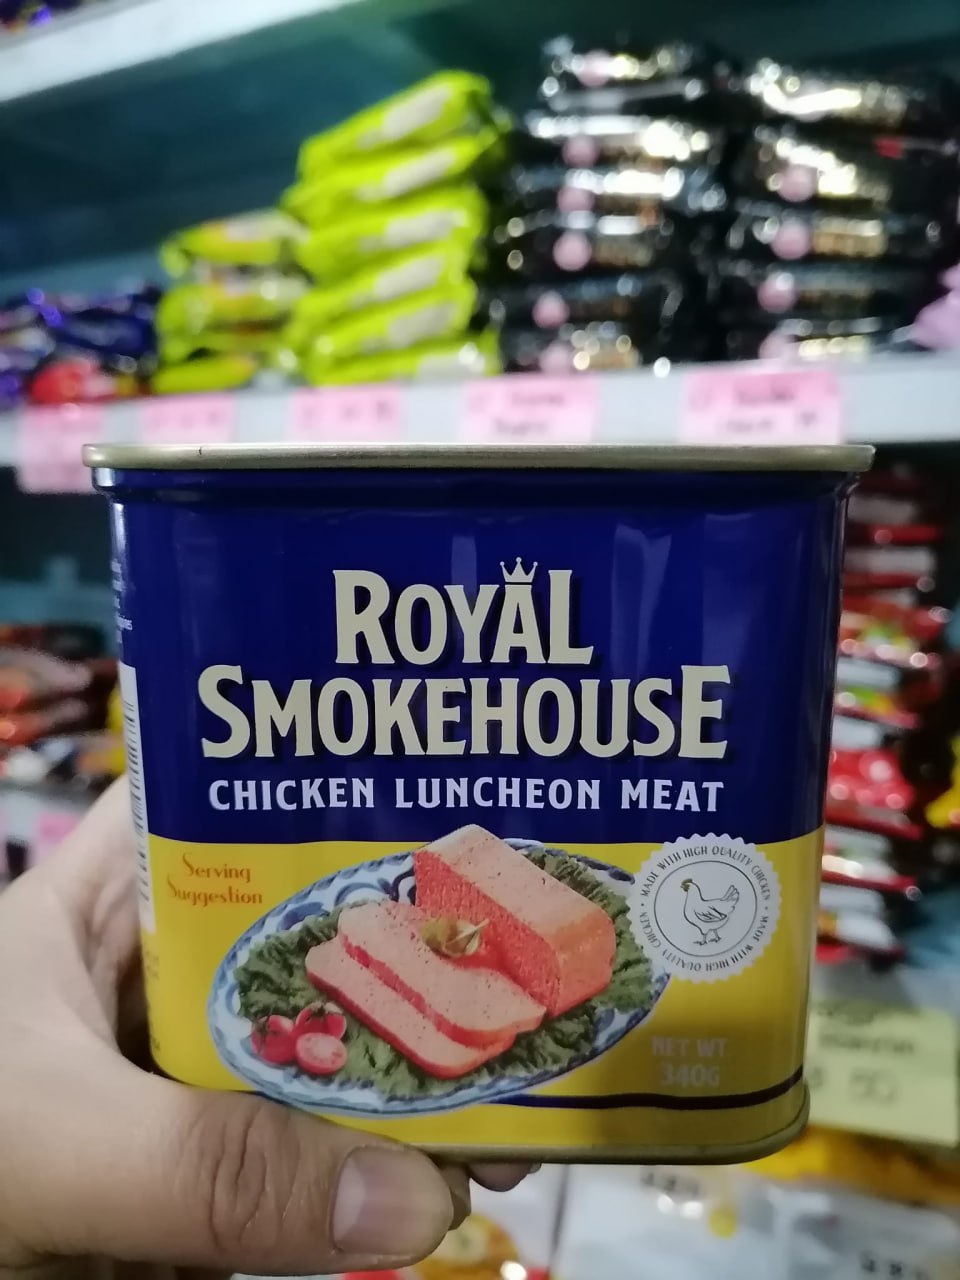 ROYAL
SMOKEHOUSE
CHICKEN LUNCHEON MEAT
Serving
Suggestion
MADE WITH HIGH QUALITY CHICKEN • MADE WITH HIGH QUALITY CHICKEN •
NET WT.
340G